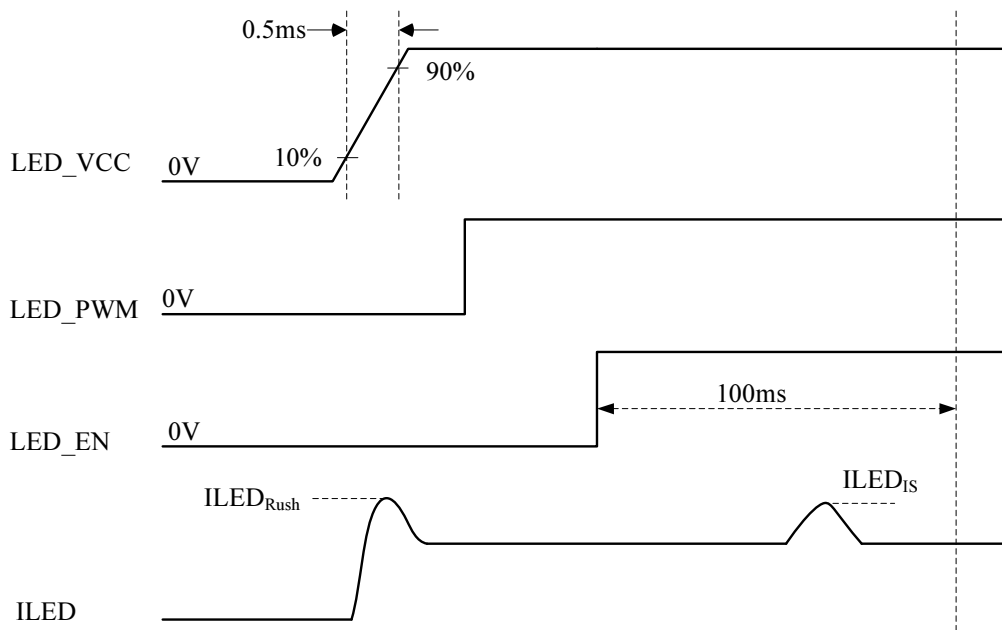 0.5ms
90%
10%
LED_VCC
0V
LED_PWM
0V
100ms
LED_EN
0V
ILEDRush
ILEDIS
ILED